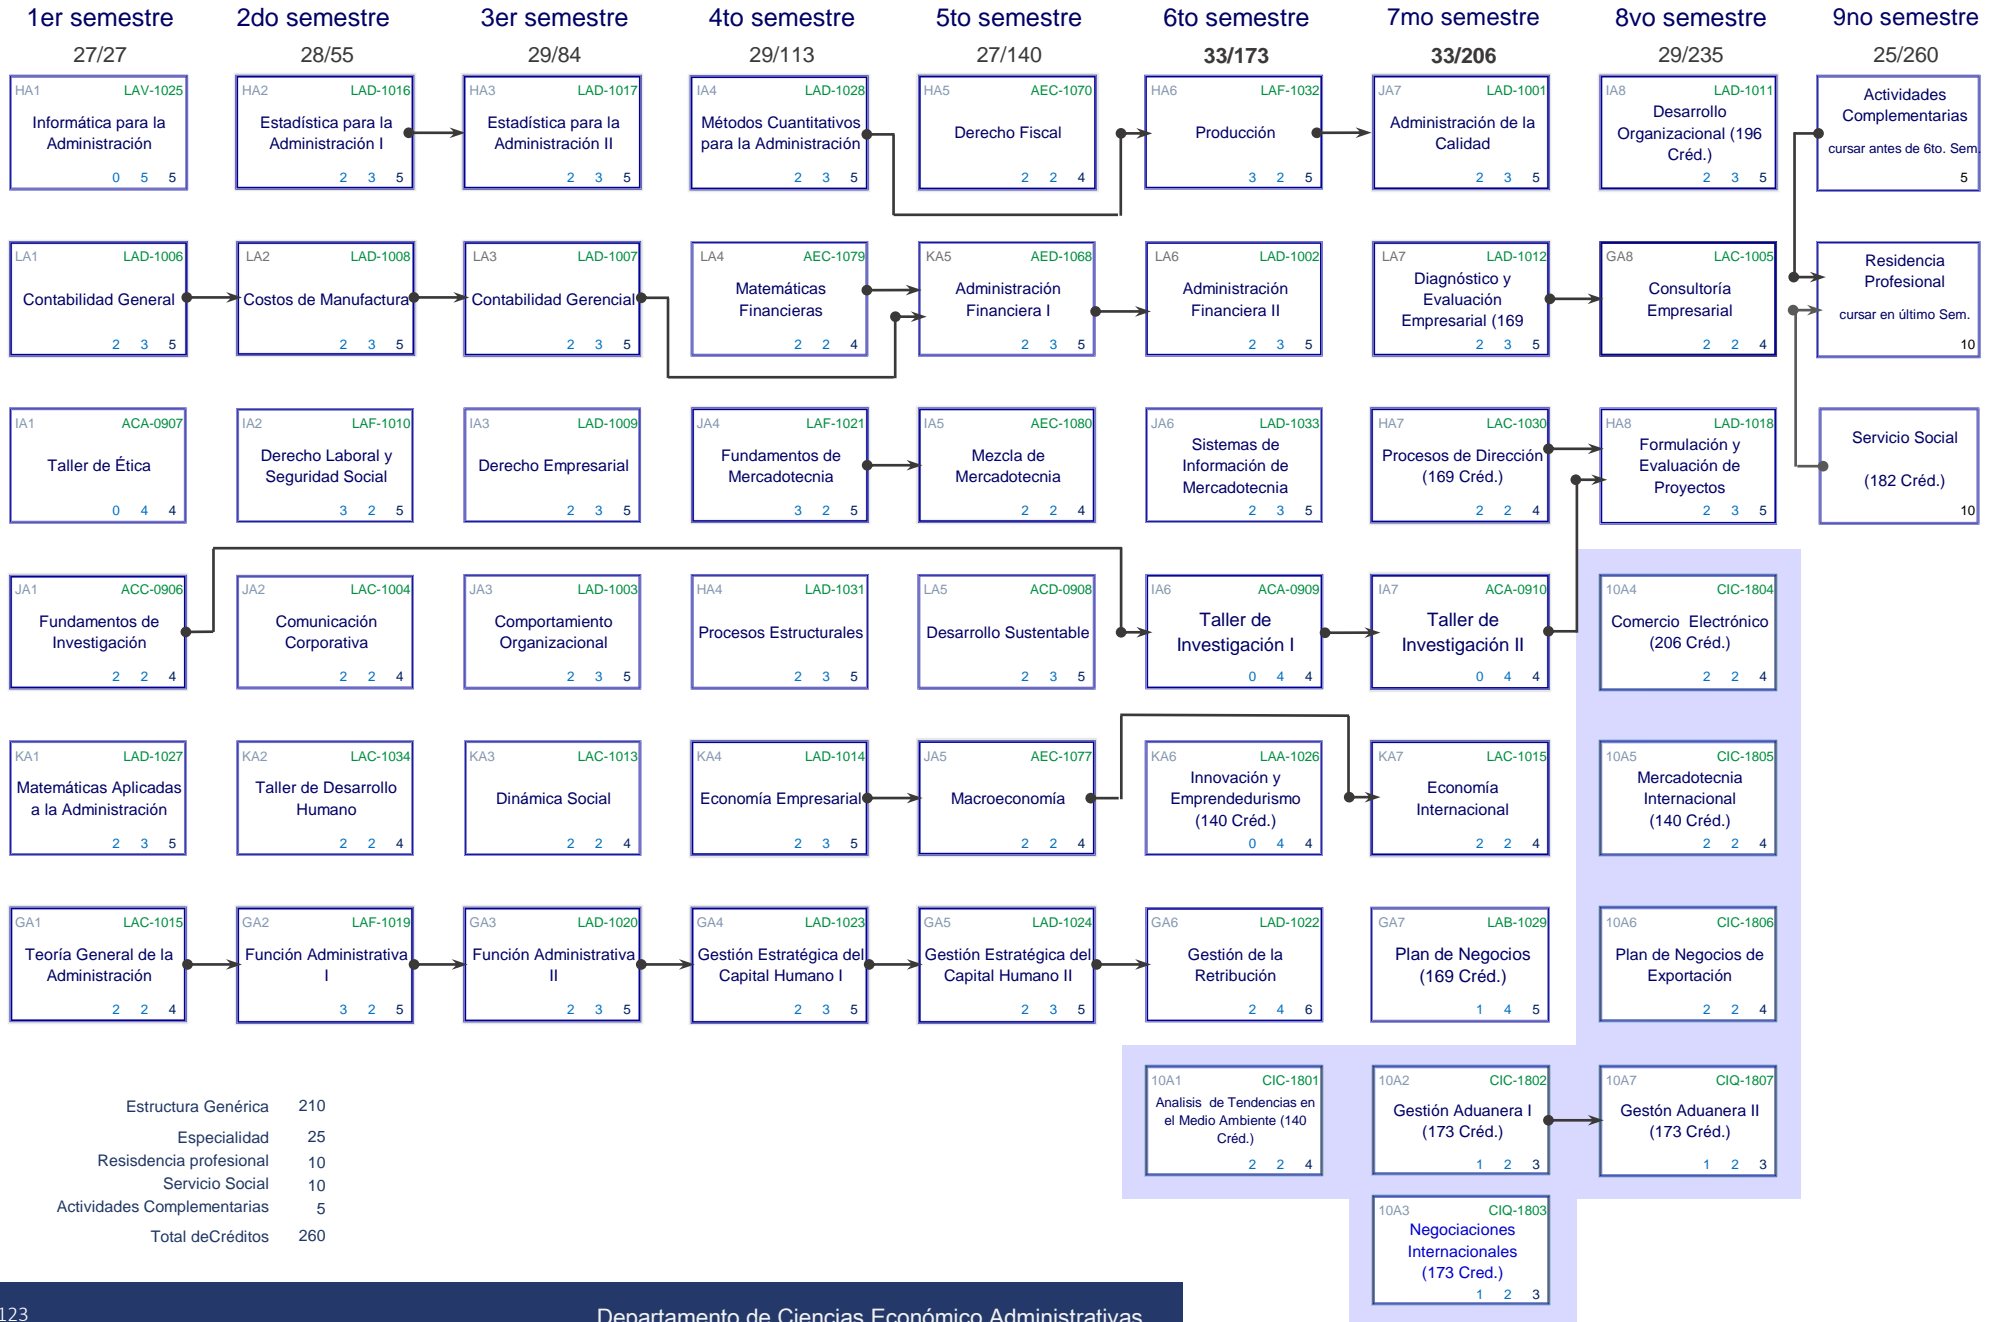 1er semestre
2do semestre
3er semestre
4to semestre
5to semestre
6to semestre
7mo semestre
8vo semestre
9no semestre
27/27
28/55
29/84
29/113
27/140
33/173
33/206
29/235
25/260
HA1 LAV-1025
Informática para la
Administración
0 5 5
HA2 LAD-1016
Estadística para la
Administración I
2 3 5
HA3 LAD-1017
Estadística para la
Administración II
2 3 5
IA4 LAD-1028
Métodos Cuantitativos
para la Administración
2 3 5
HA5 AEC-1070
Derecho Fiscal
2 2 4
HA6 LAF-1032
Producción
3 2 5
JA7 LAD-1001
Administración de la
Calidad
2 3 5
IA8 LAD-1011
Desarrollo
Organizacional (196
Créd.)
2 3 5
Actividades
Complementarias
cursar antes de 6to. Sem.
5
LA1 LAD-1006
Contabilidad General
2 3 5
LA2 LAD-1008
Costos de Manufactura
2 3 5
LA3 LAD-1007
Contabilidad Gerencial
2 3 5
LA4 AEC-1079
Matemáticas
Financieras
2 2 4
KA5 AED-1068
Administración
Financiera I
2 3 5
LA6 LAD-1002
Administración
Financiera II
2 3 5
LA7 LAD-1012
Diagnóstico y
Evaluación
Empresarial (169
2 3 5
GA8 LAC-1005
Consultoría
Empresarial
2 2 4
Residencia
Profesional
cursar en último Sem.
10
IA1 ACA-0907
Taller de Ética
0 4 4
IA2 LAF-1010
Derecho Laboral y
Seguridad Social
3 2 5
IA3 LAD-1009
Derecho Empresarial
2 3 5
JA4 LAF-1021
Fundamentos de
Mercadotecnia
3 2 5
IA5 AEC-1080
Mezcla de
Mercadotecnia
2 2 4
JA6 LAD-1033
Sistemas de
Información de
Mercadotecnia
2 3 5
HA7 LAC-1030
Procesos de Dirección
(169 Créd.)
2 2 4
HA8 LAD-1018
Formulación y
Evaluación de
Proyectos
2 3 5
Servicio Social
(182 Créd.)
10
JA1 ACC-0906
Fundamentos de
Investigación
2 2 4
JA2 LAC-1004
Comunicación
Corporativa
2 2 4
JA3 LAD-1003
Comportamiento
Organizacional
2 3 5
HA4 LAD-1031
Procesos Estructurales
2 3 5
LA5 ACD-0908
Desarrollo Sustentable
2 3 5
IA6 ACA-0909
Taller de
Investigación I
0 4 4
IA7 ACA-0910
Taller de
Investigación II
0 4 4
10A4 CIC-1804
Comercio Electrónico
(206 Créd.)
2 2 4
KA1 LAD-1027
Matemáticas Aplicadas
a la Administración
2 3 5
KA2 LAC-1034
Taller de Desarrollo
Humano
2 2 4
KA3 LAC-1013
Dinámica Social
2 2 4
KA4 LAD-1014
Economía Empresarial
2 3 5
JA5 AEC-1077
Macroeconomía
2 2 4
KA6 LAA-1026
Innovación y
Emprendedurismo
(140 Créd.)
0 4 4
KA7 LAC-1015
Economía
Internacional
2 2 4
10A5 CIC-1805
Mercadotecnia
Internacional
(140 Créd.)
2 2 4
GA1 LAC-1015
Teoría General de la
Administración
2 2 4
GA2 LAF-1019
Función Administrativa
I
3 2 5
GA3 LAD-1020
Función Administrativa
II
2 3 5
GA4 LAD-1023
Gestión Estratégica del
Capital Humano I
2 3 5
GA5 LAD-1024
Gestión Estratégica del
Capital Humano II
2 3 5
GA6 LAD-1022
Gestión de la
Retribución
2 4 6
GA7 LAB-1029
Plan de Negocios
(169 Créd.)
1 4 5
10A6 CIC-1806
Plan de Negocios de
Exportación
2 2 4
10A1 CIC-1801
Analisis de Tendencias en
el Medio Ambiente (140
Créd.)
2 2 4
10A2 CIC-1802
Gestión Aduanera I
(173 Créd.)
1 2 3
10A7 CIQ-1807
Gestón Aduanera II
(173 Créd.)
1 2 3
10A3 CIQ-1803
Negociaciones
Internacionales
(173 Cred.)
1 2 3
Estructura Genérica 210
Especialidad 25
Resisdencia profesional 10
Servicio Social 10
Actividades Complementarias 5
Total deCréditos 260
123
Departamento de Ciencias Económico Administrativas